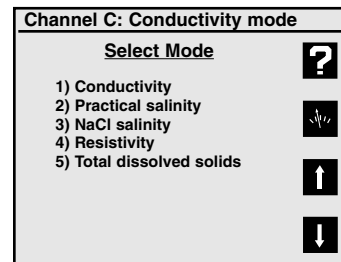 Channel C: Conductivity mode
Select Mode
?
1) Conductivity
2) Practical salinity
3) NaCl salinity
4) Resistivity
5) Total dissolved solids